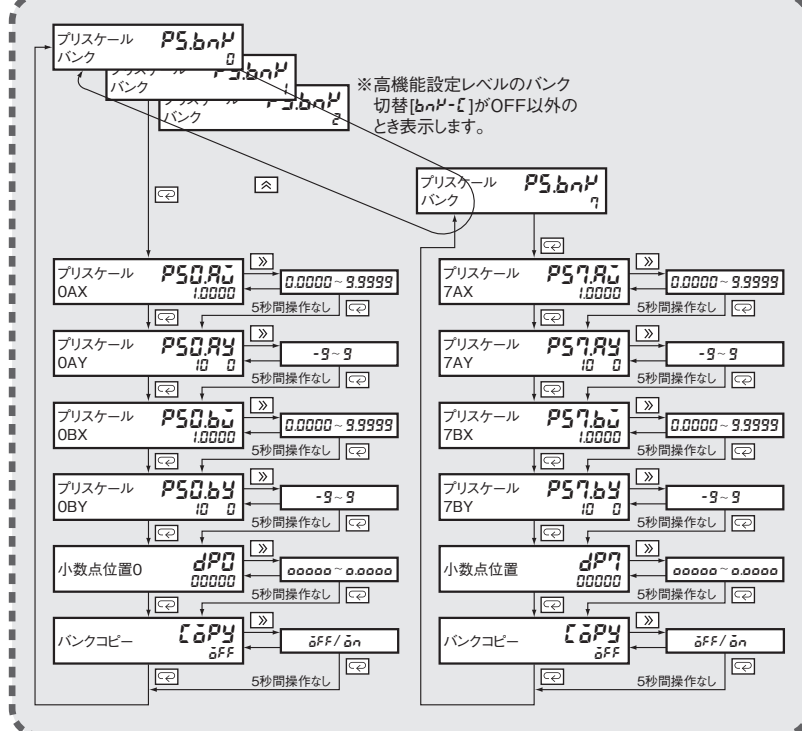 プリスケール PS.bnK
バンク 0
プリスケール PS.bnK
バンク 1
プリスケール PS.bnK
バンク 2
※高機能設定レベルのバンク
切替[bnK-C]がOFF以外の
とき表示します。
プリスケール PS.bnK
バンク 7
プリスケール PS0.AX
0AX 1.0000
0.0000~9.9999
5秒間操作なし
プリスケール PS0.AY
0AY 10 0
-9~9
5秒間操作なし
プリスケール PS0.bX
0BX 1.0000
0.0000~9.9999
5秒間操作なし
プリスケール PS0.bY
0BY 10 0
-9~9
5秒間操作なし
小数点位置0 dP0
00000
ooooo~o.oooo
5秒間操作なし
バンクコピー CoPY
oFF
oFF/on
5秒間操作なし
プリスケール PS7.AX
7AX 1.0000
0.0000~9.9999
5秒間操作なし
プリスケール PS7.AY
7AY 10 0
-9~9
5秒間操作なし
プリスケール PS7.bX
7BX 1.0000
0.0000~9.9999
5秒間操作なし
プリスケール PS7.bY
7BY 10 0
-9~9
5秒間操作なし
小数点位置 dP7
00000
ooooo~o.oooo
5秒間操作なし
バンクコピー CoPY
oFF
oFF/on
5秒間操作なし